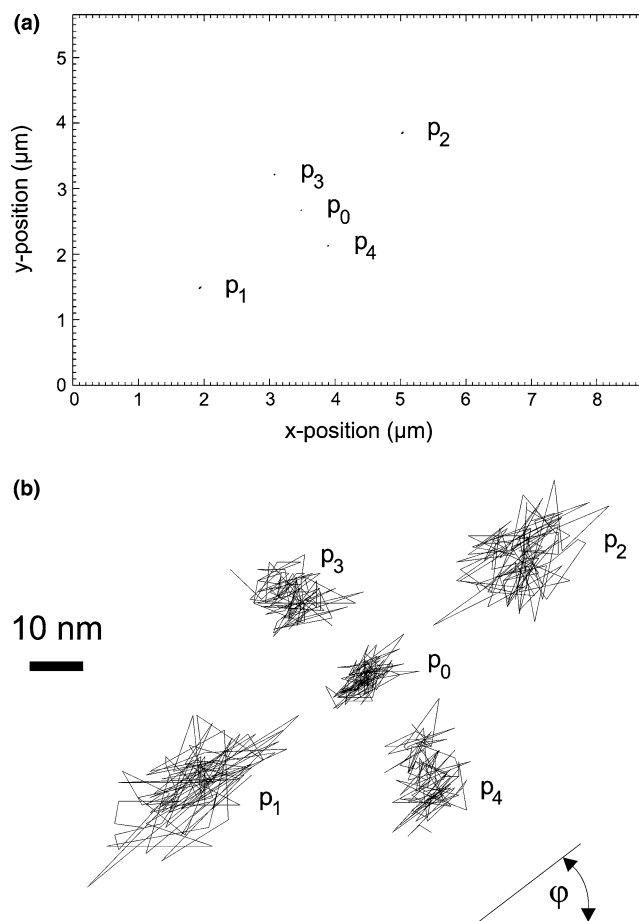 (a)
5
4
3
2
1
0
y-position (μm)
p2
p3
p0
p4
p1
0 1 2 3 4 5 6 7 8
x-position (μm)
(b)
p3
p2
10 nm
p0
p1
p4
φ